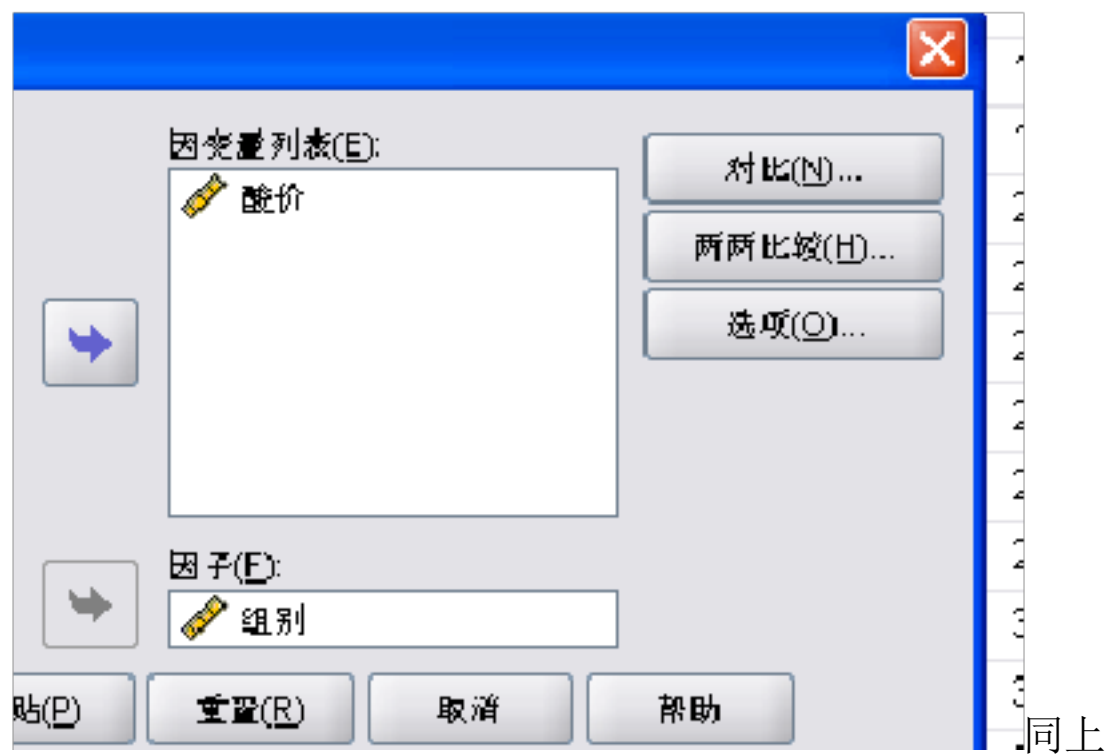 因变量列表(E):
酸价
对比(N)...
两两比较(H)...
选项(O)...
因子(F):
组别
贴(P)
重置(R)
取消
帮助
同上